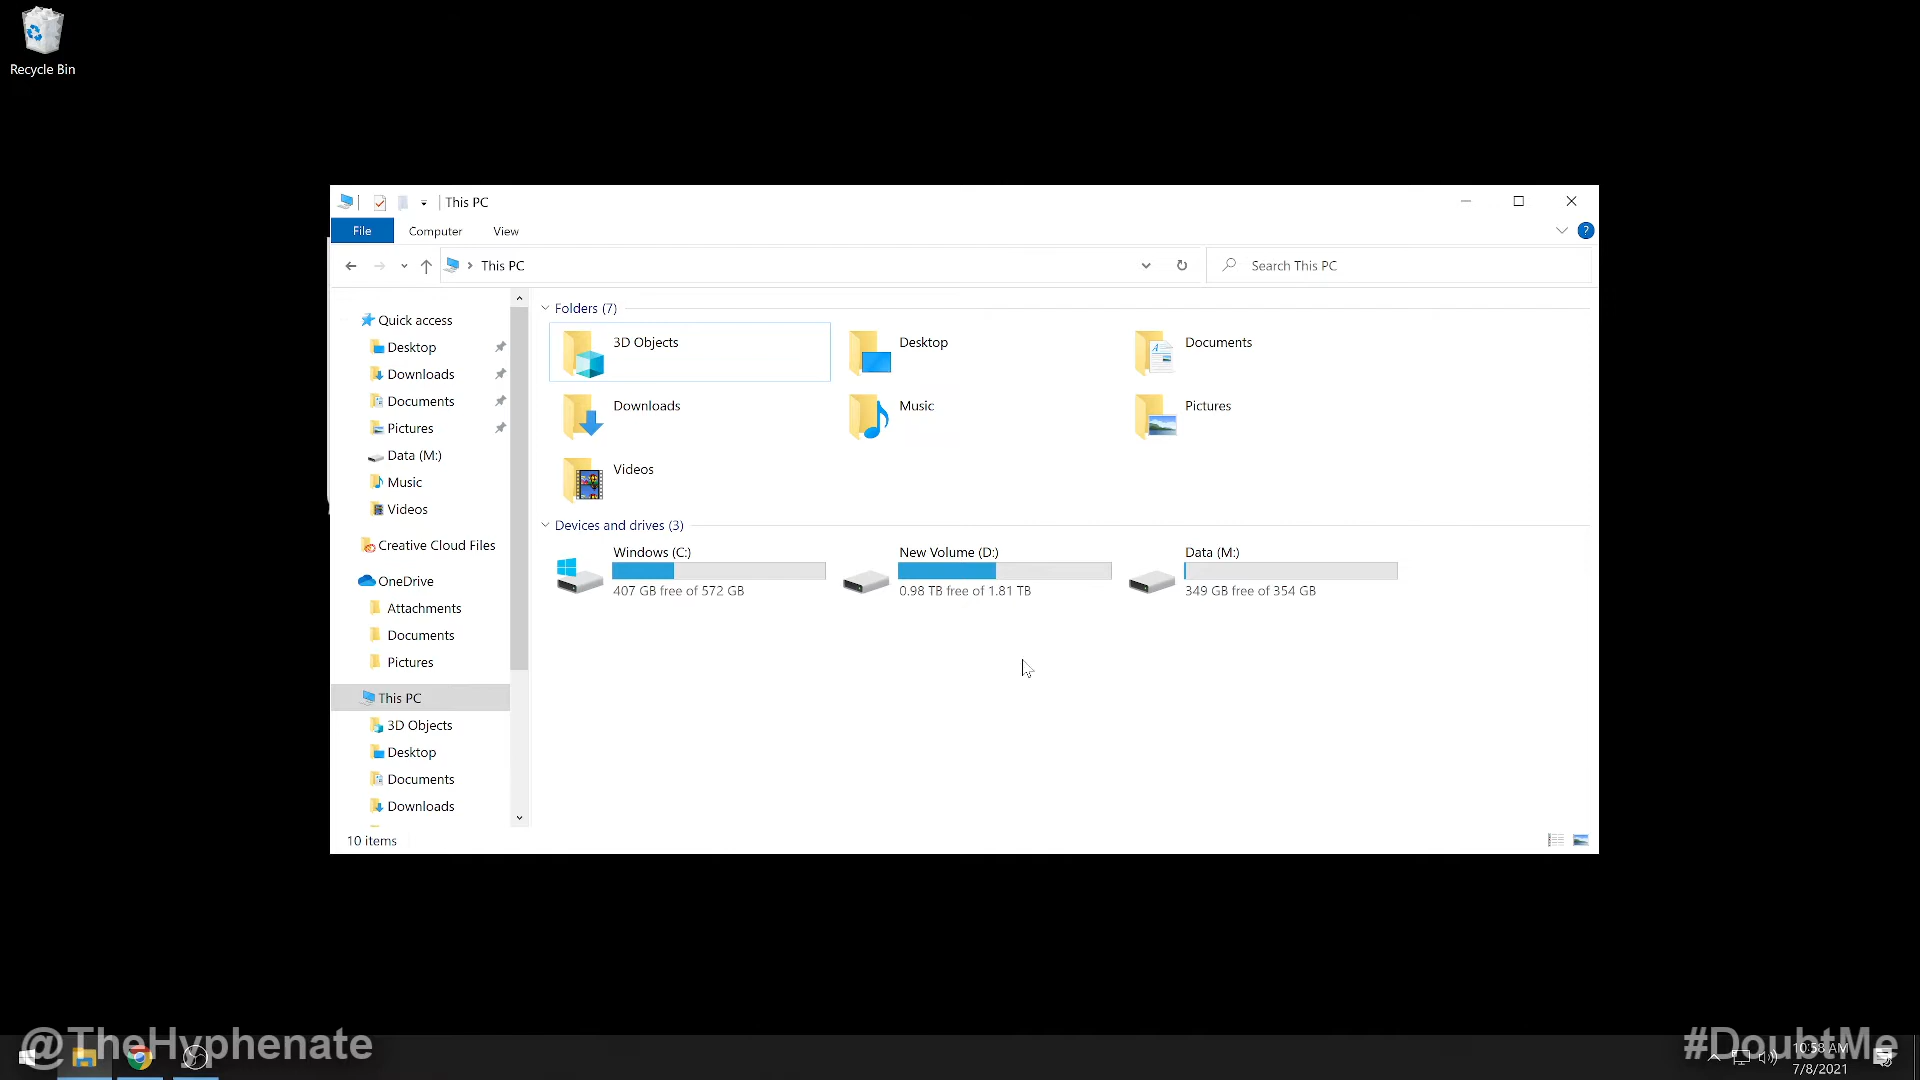 Recycle Bin
This PC
File
Computer
View
This PC
Search This PC
Quick access
Desktop
Downloads
Documents
Pictures
Data (M:)
Music
Videos
Creative Cloud Files
OneDrive
Attachments
Documents
Pictures
This PC
3D Objects
Desktop
Documents
Downloads
Folders (7)
3D Objects
Desktop
Documents
Downloads
Music
Pictures
Videos
Devices and drives (3)
Windows (C:)
407 GB free of 572 GB
New Volume (D:)
0.98 TB free of 1.81 TB
Data (M:)
349 GB free of 354 GB
10 items
@TheHyphenate
#DoubtMe
10:58 AM
7/8/2021